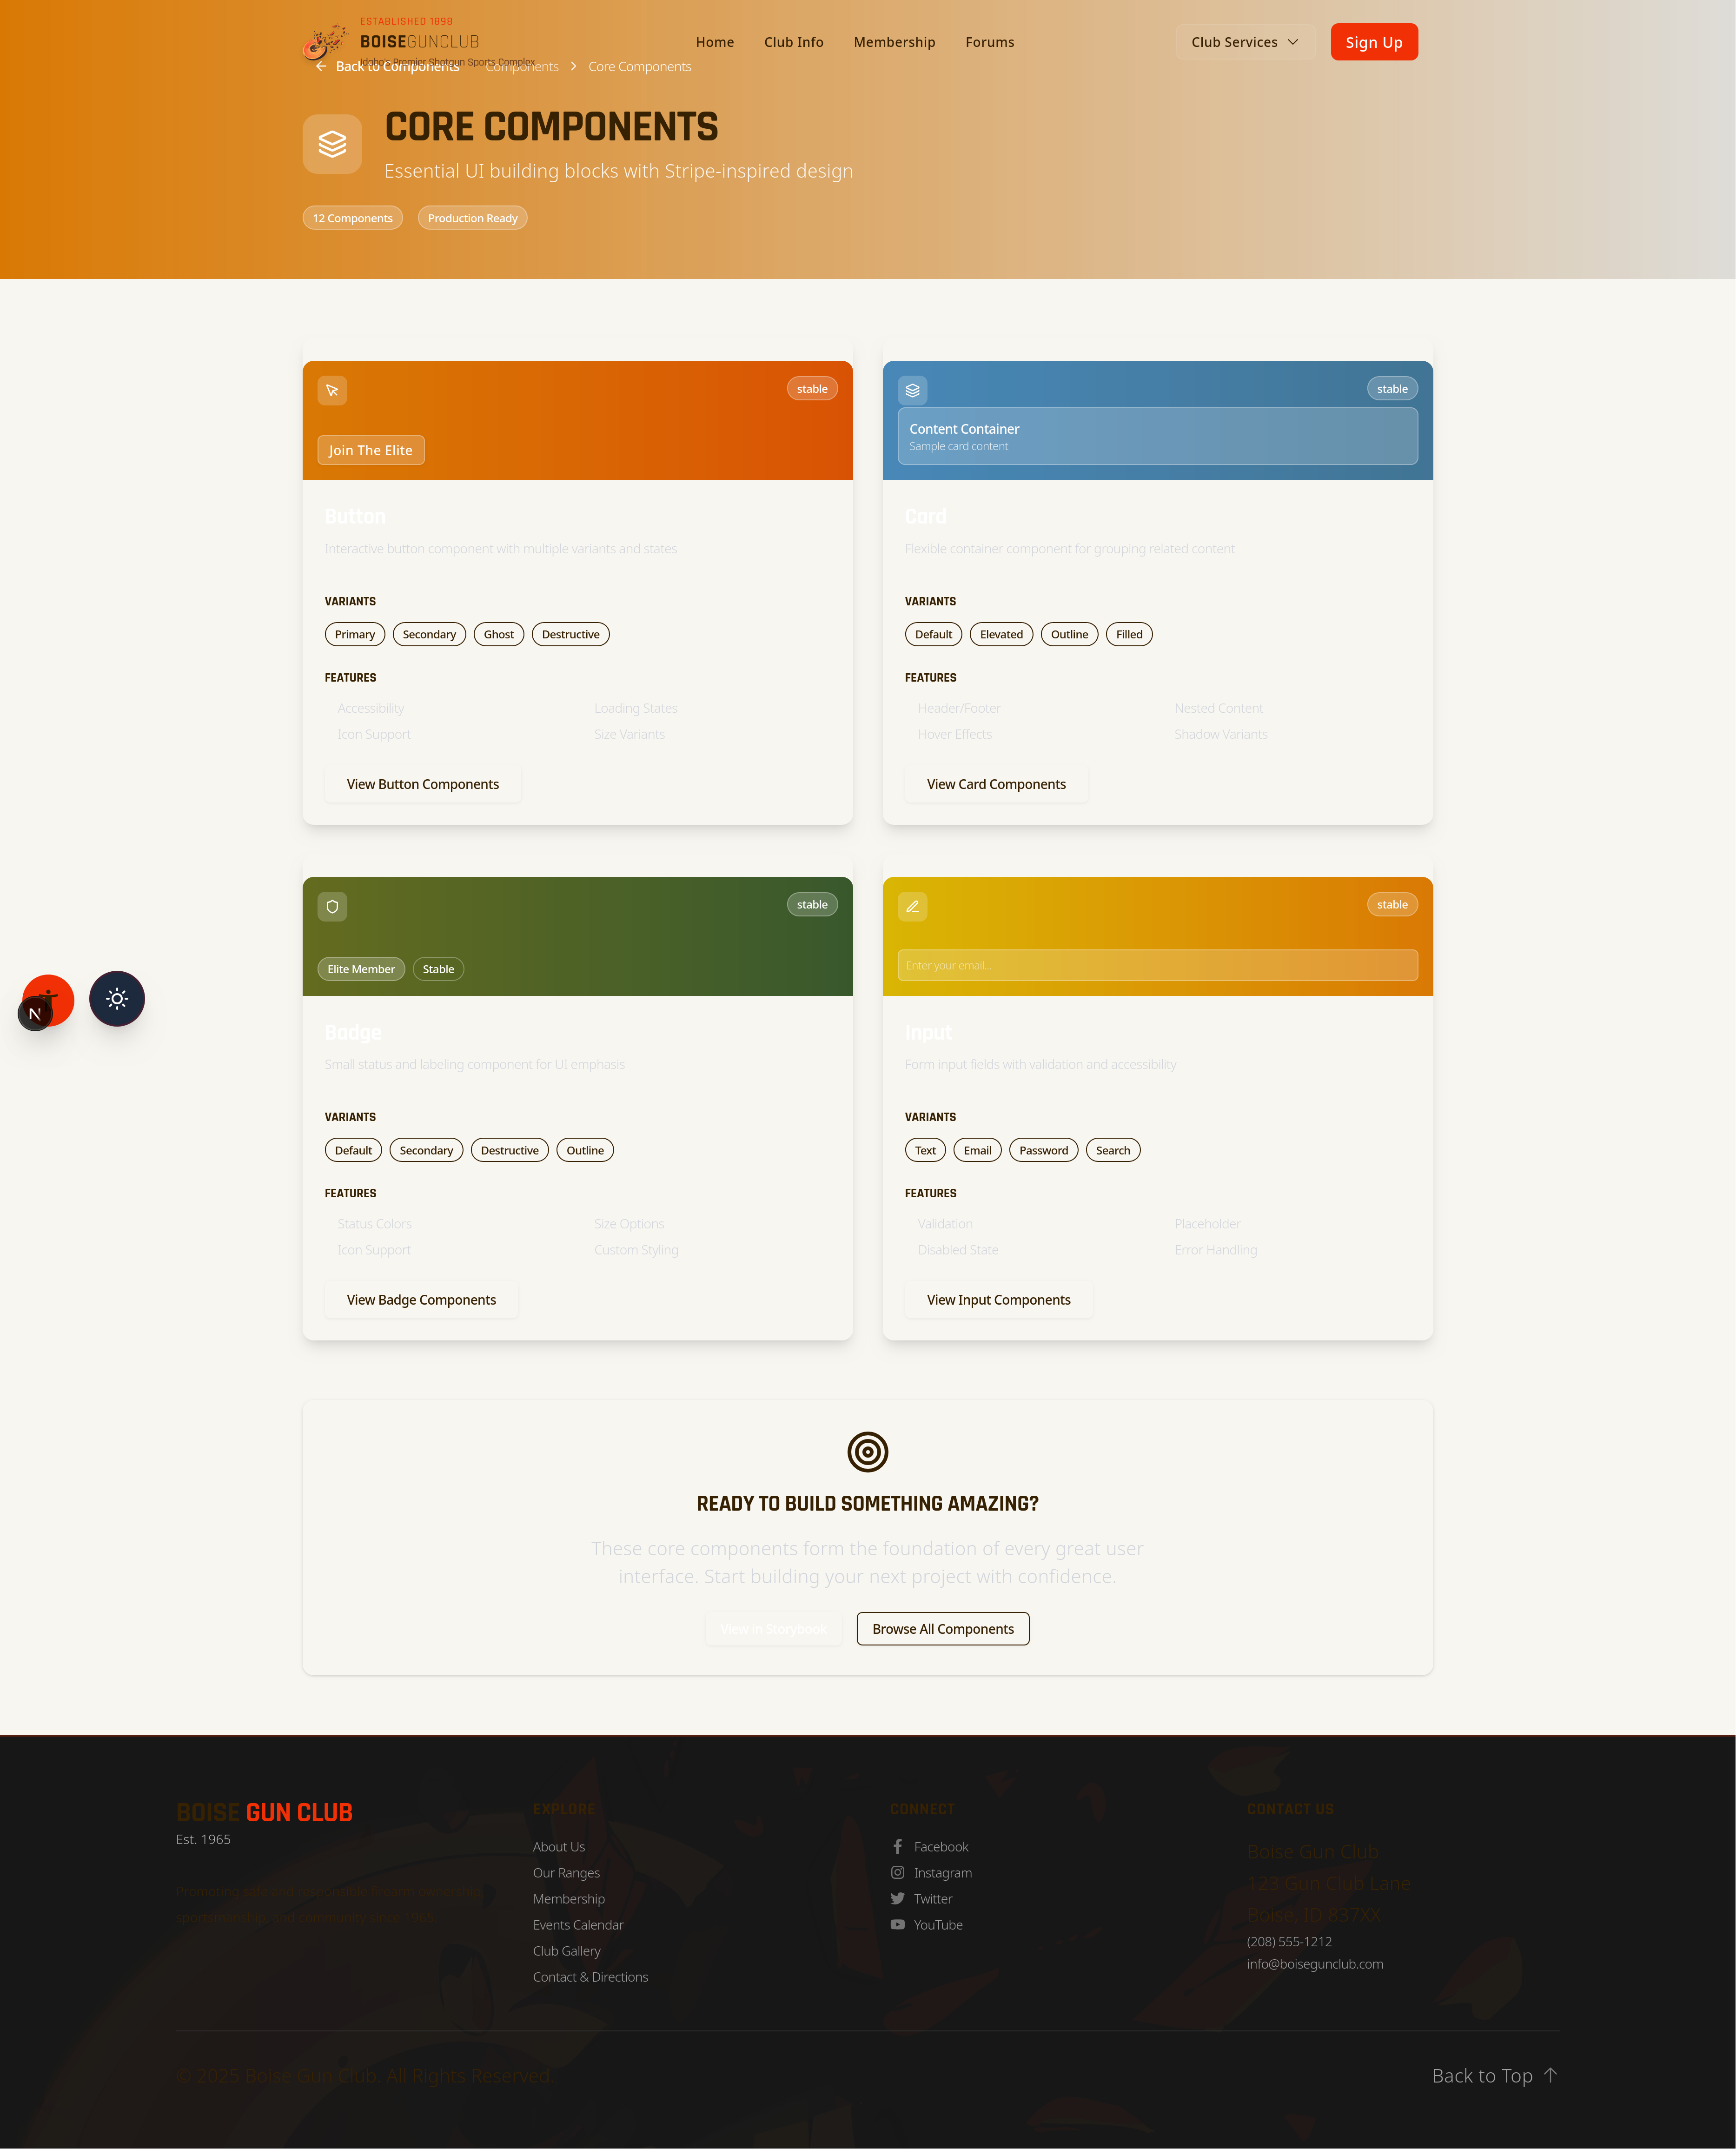 ESTABLISHED 1898
BOISEGUNCLUB
Idaho's Premier Shotgun Sports Complex
Home
Club Info
Membership
Forums
Club Services
Sign Up
Back to Components
Components
Core Components
CORE COMPONENTS
Essential UI building blocks with Stripe-inspired design
12 Components
Production Ready
stable
Join The Elite
Button
Interactive button component with multiple variants and states
VARIANTS
Primary
Secondary
Ghost
Destructive
FEATURES
Accessibility
Loading States
Icon Support
Size Variants
View Button Components
stable
Content Container
Sample card content
Card
Flexible container component for grouping related content
VARIANTS
Default
Elevated
Outline
Filled
FEATURES
Header/Footer
Nested Content
Hover Effects
Shadow Variants
View Card Components
stable
Elite Member
Stable
Badge
Small status and labeling component for UI emphasis
VARIANTS
Default
Secondary
Destructive
Outline
FEATURES
Status Colors
Size Options
Icon Support
Custom Styling
View Badge Components
stable
Enter your email...
Input
Form input fields with validation and accessibility
VARIANTS
Text
Email
Password
Search
FEATURES
Validation
Placeholder
Disabled State
Error Handling
View Input Components
N
READY TO BUILD SOMETHING AMAZING?
These core components form the foundation of every great user
interface. Start building your next project with confidence.
View in Storybook
Browse All Components
BOISE GUN CLUB
Est. 1965
Promoting safe and responsible firearm ownership,
sportsmanship, and community since 1965.
EXPLORE
About Us
Our Ranges
Membership
Events Calendar
Club Gallery
Contact & Directions
CONNECT
Facebook
Instagram
Twitter
YouTube
CONTACT US
Boise Gun Club
123 Gun Club Lane
Boise, ID 837XX
(208) 555-1212
info@boisegunclub.com
© 2025 Boise Gun Club. All Rights Reserved.
Back to Top